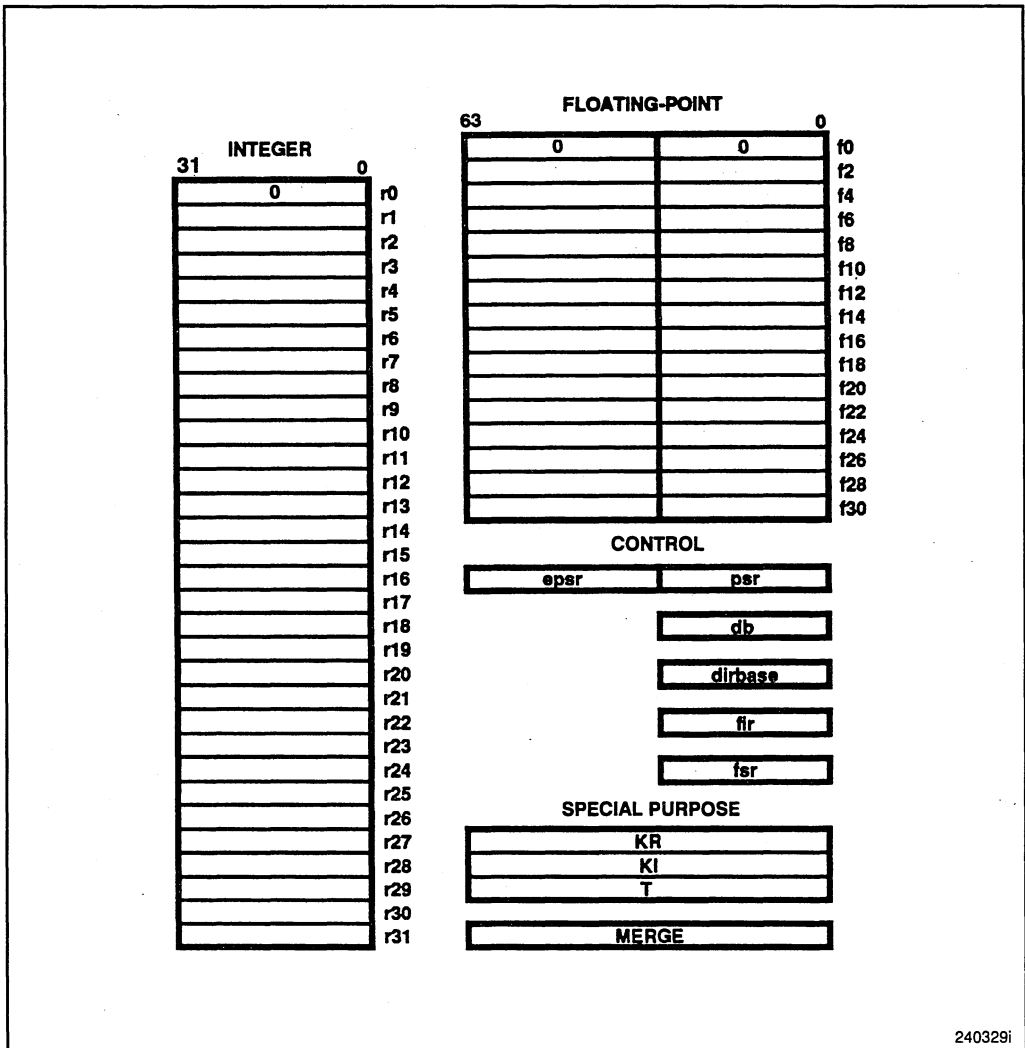 INTEGER
31 0
0 r0
r1
r2
r3
r4
r5
r6
r7
r8
r9
r10
r11
r12
r13
r14
r15
r16
r17
r18
r19
r20
r21
r22
r23
r24
r25
r26
r27
r28
r29
r30
r31
FLOATING-POINT
63 0
0 0 f0
f2
f4
f6
f8
f10
f12
f14
f16
f18
f20
f22
f24
f26
f28
f30
CONTROL
epsr psr
db
dirbase
fir
fsr
SPECIAL PURPOSE
KR
KI
T
MERGE
240329i